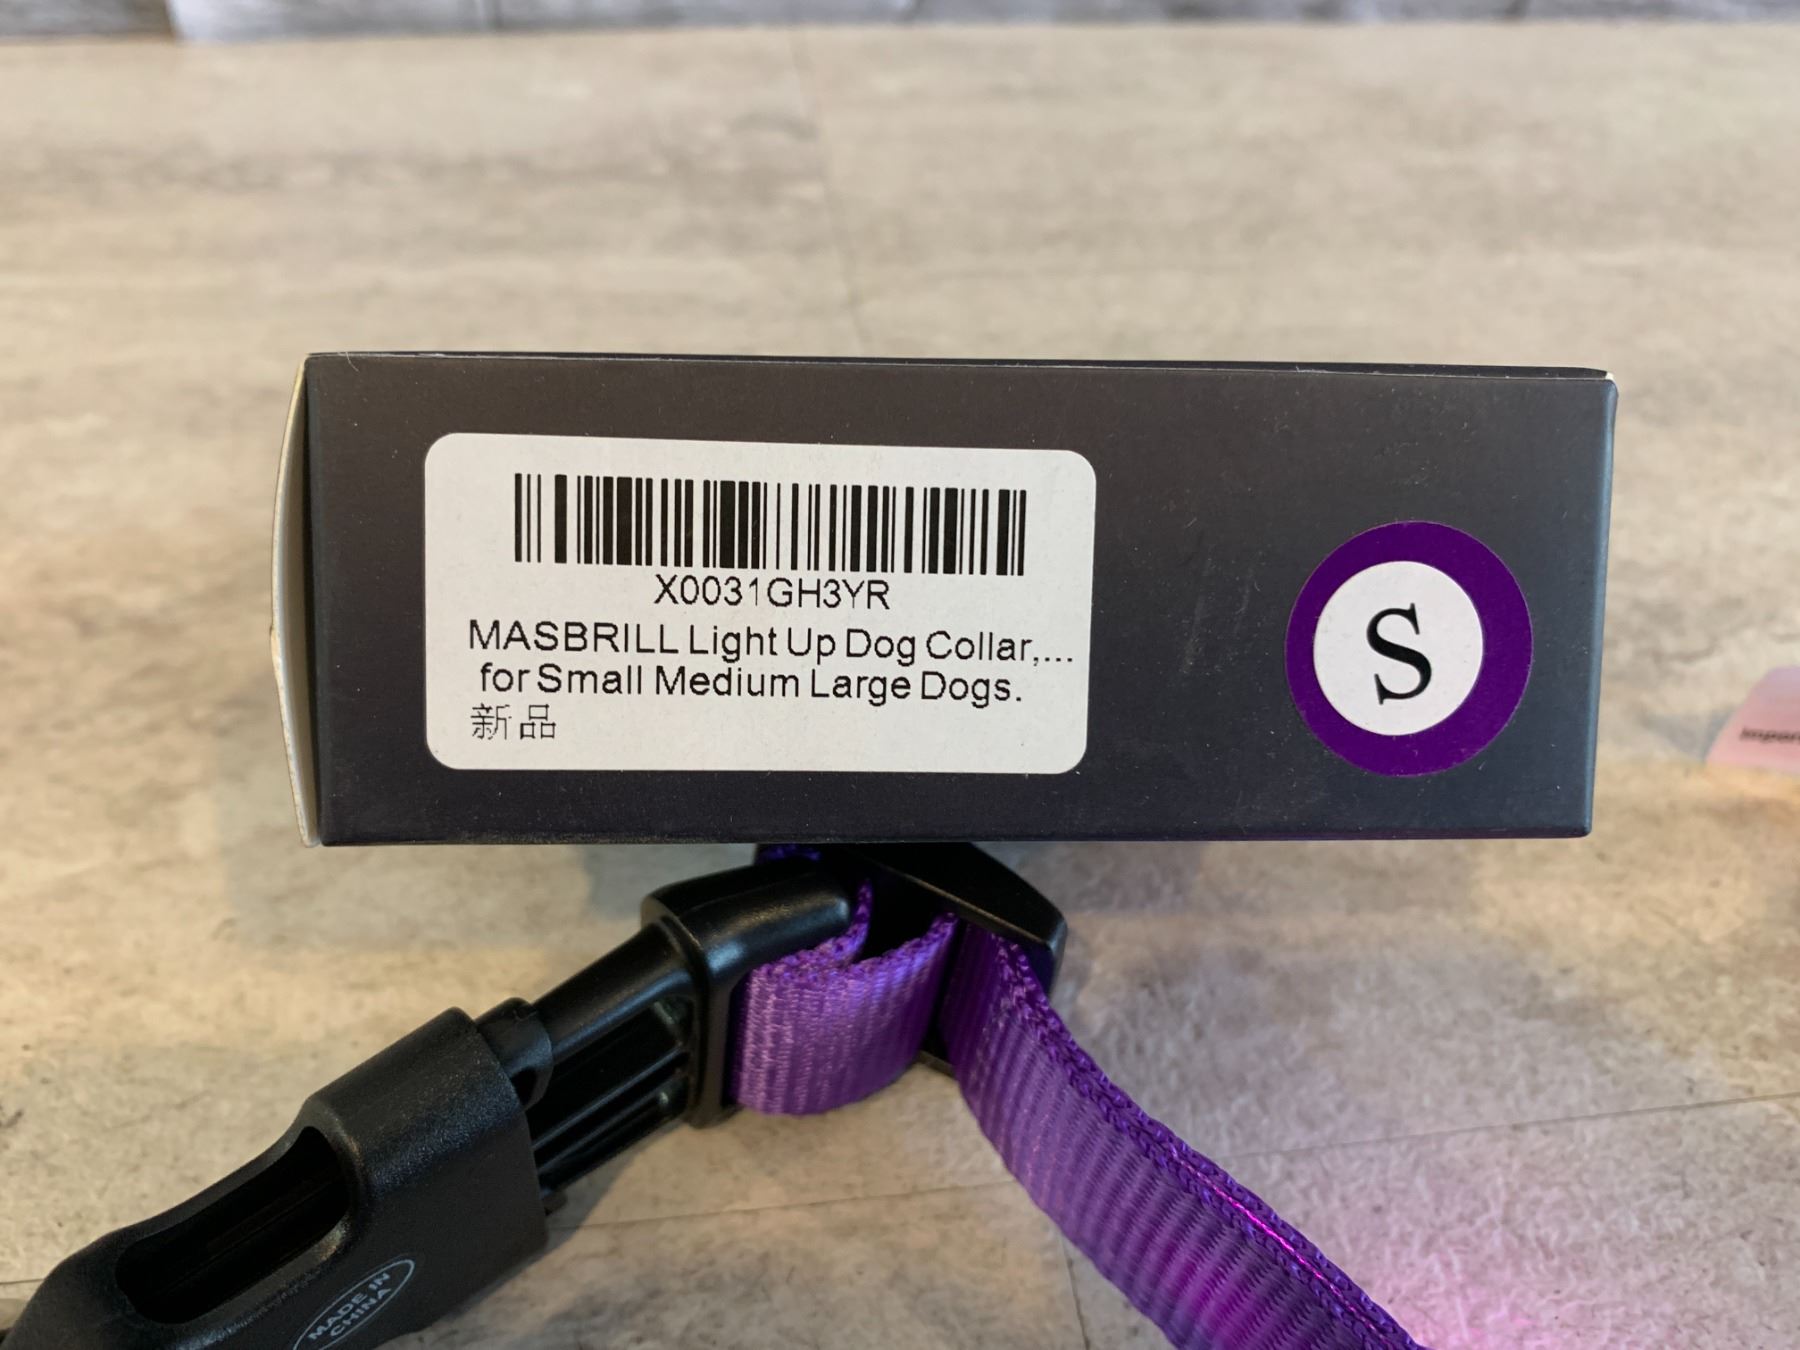 X0031GH3YR
MASBRILL Light Up Dog Collar,...
for Small Medium Large Dogs.
新品
S
MADE IN
CHINA